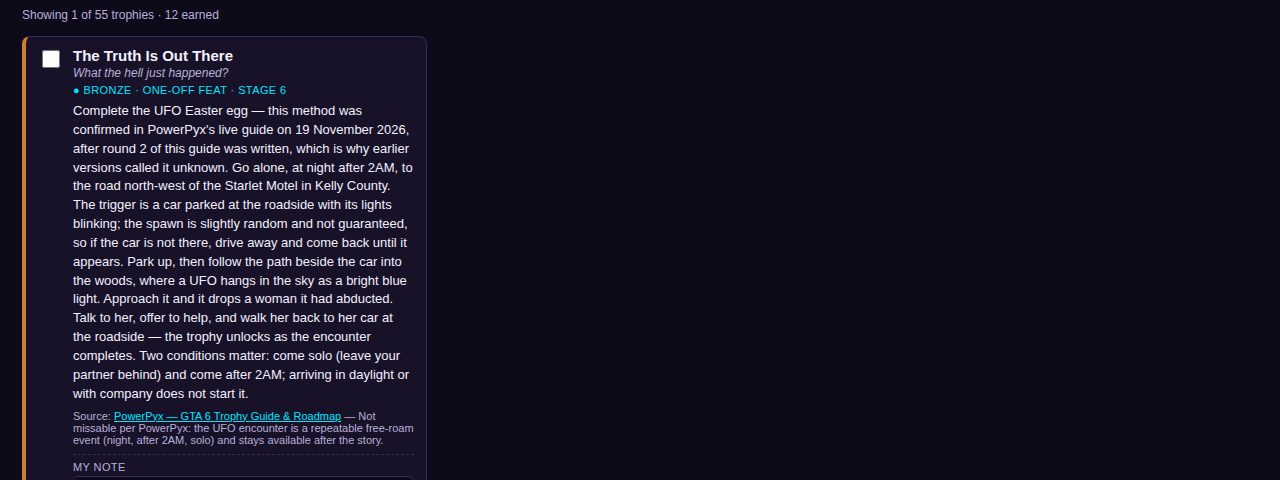 Showing 1 of 55 trophies · 12 earned
The Truth Is Out There
What the hell just happened?
● BRONZE · ONE-OFF FEAT · STAGE 6
Complete the UFO Easter egg — this method was
confirmed in PowerPyx's live guide on 19 November 2026,
after round 2 of this guide was written, which is why earlier
versions called it unknown. Go alone, at night after 2AM, to
the road north-west of the Starlet Motel in Kelly County.
The trigger is a car parked at the roadside with its lights
blinking; the spawn is slightly random and not guaranteed,
so if the car is not there, drive away and come back until it
appears. Park up, then follow the path beside the car into
the woods, where a UFO hangs in the sky as a bright blue
light. Approach it and it drops a woman it had abducted.
Talk to her, offer to help, and walk her back to her car at
the roadside — the trophy unlocks as the encounter
completes. Two conditions matter: come solo (leave your
partner behind) and come after 2AM; arriving in daylight or
with company does not start it.
Source: PowerPyx — GTA 6 Trophy Guide & Roadmap — Not
missable per PowerPyx: the UFO encounter is a repeatable free-roam
event (night, after 2AM, solo) and stays available after the story.
MY NOTE